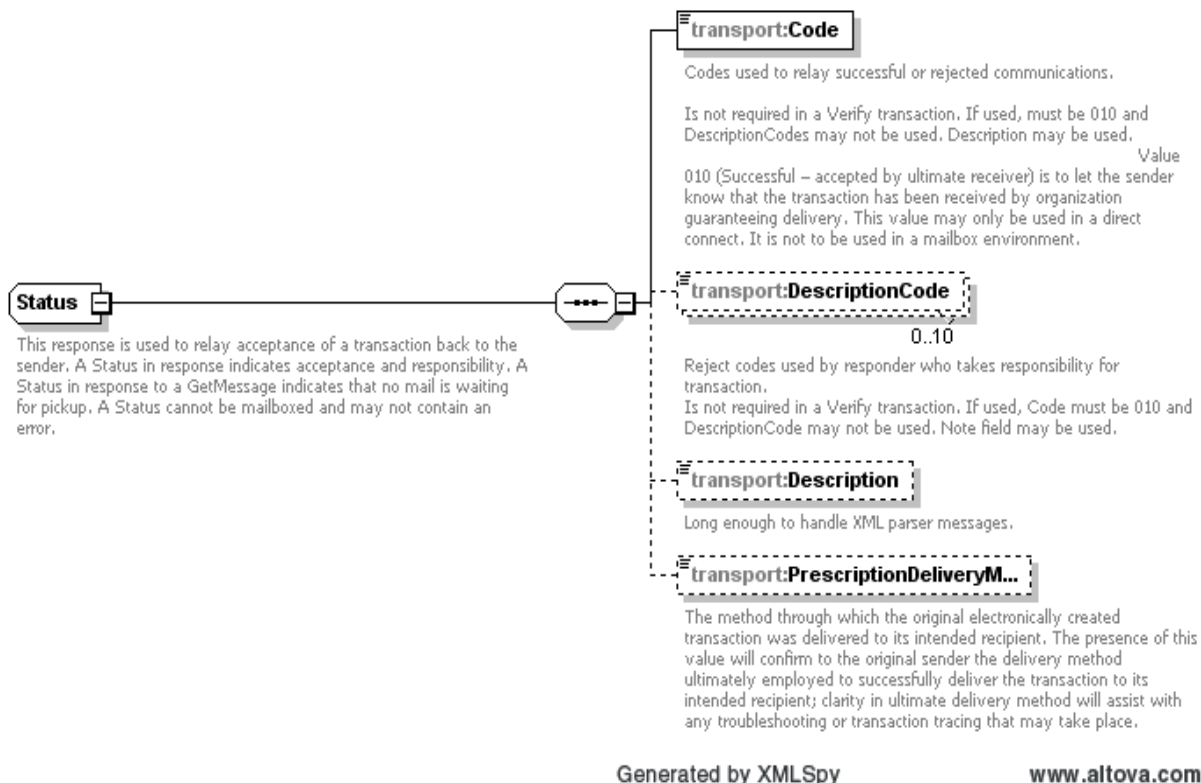 transport:Code
Codes used to relay successful or rejected communications.
Is not required in a Verify transaction. If used, must be 010 and
DescriptionCodes may not be used. Description may be used.
Value
010 (Successful – accepted by ultimate receiver) is to let the sender
know that the transaction has been received by organization
guaranteeing delivery. This value may only be used in a direct
connect. It is not to be used in a mailbox environment.
Status
This response is used to relay acceptance of a transaction back to the
sender. A Status in response indicates acceptance and responsibility. A
Status in response to a GetMessage indicates that no mail is waiting
for pickup. A Status cannot be mailboxed and may not contain an
error.
transport:DescriptionCode
0..10
Reject codes used by responder who takes responsibility for
transaction.
Is not required in a Verify transaction. If used, Code must be 010 and
DescriptionCode may not be used. Note field may be used.
transport:Description
Long enough to handle XML parser messages.
transport:PrescriptionDeliveryM...
The method through which the original electronically created
transaction was delivered to its intended recipient. The presence of this
value will confirm to the original sender the delivery method
ultimately employed to successfully deliver the transaction to its
intended recipient; clarity in ultimate delivery method will assist with
any troubleshooting or transaction tracing that may take place.
Generated by XMLSpy www.altova.com